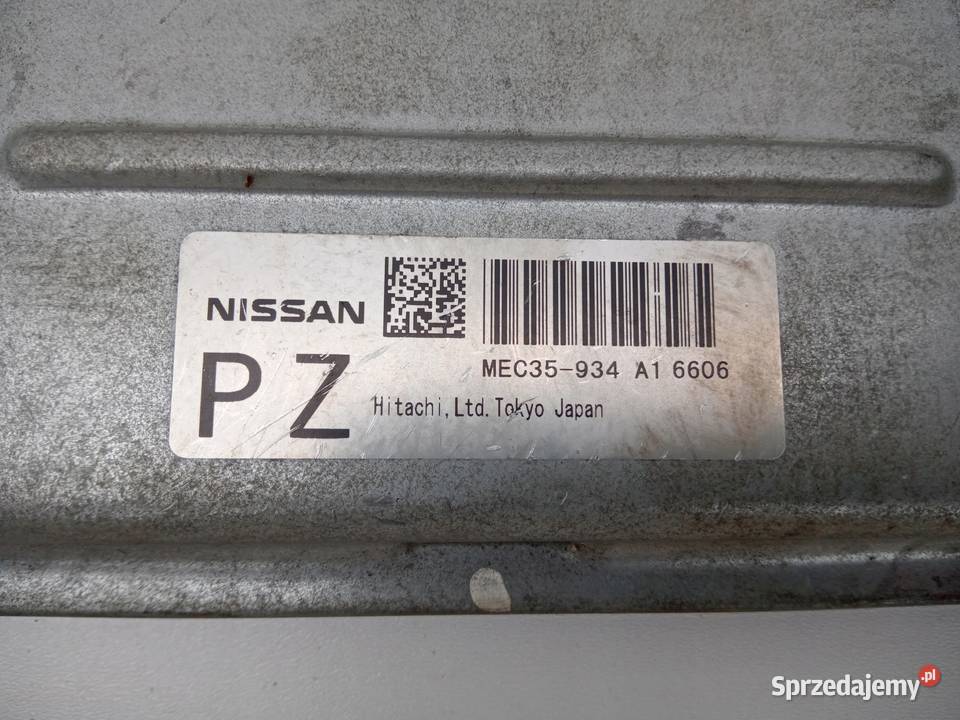 NISSAN
MEC35-934 A1 6606
PZ
Hitachi,Ltd.Tokyo Japan
Sprzedajemy.pl